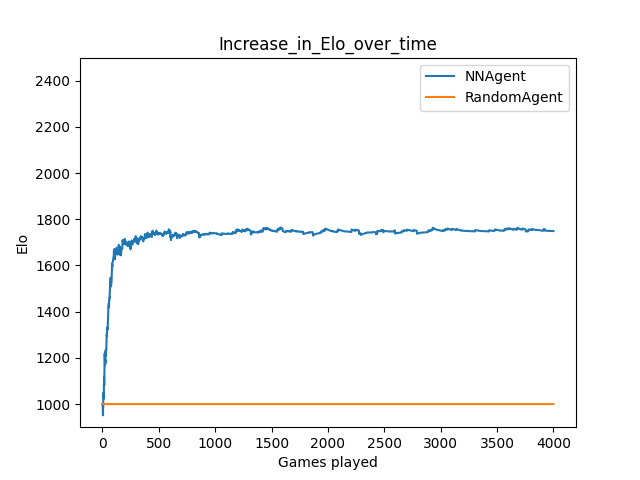 Increase_in_Elo_over_time
NNAgent
RandomAgent
2400
2200
2000
1800
1600
1400
1200
1000
Elo
0 500 1000 1500 2000 2500 3000 3500 4000
Games played